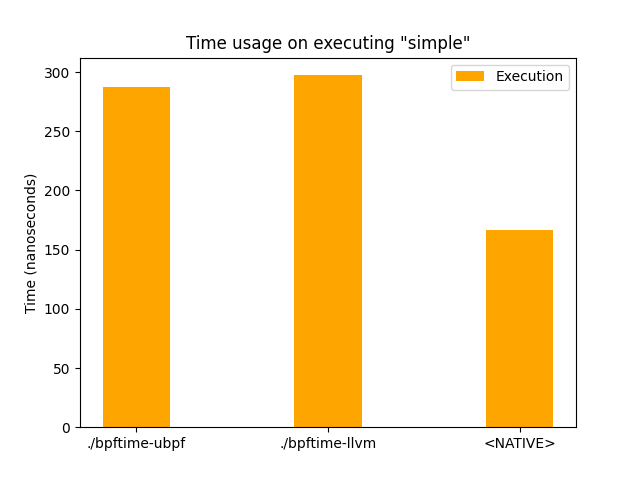 Time usage on executing "simple"
Execution
300
250
200
150
100
50
0
Time (nanoseconds)
./bpftime-ubpf
./bpftime-llvm
<NATIVE>